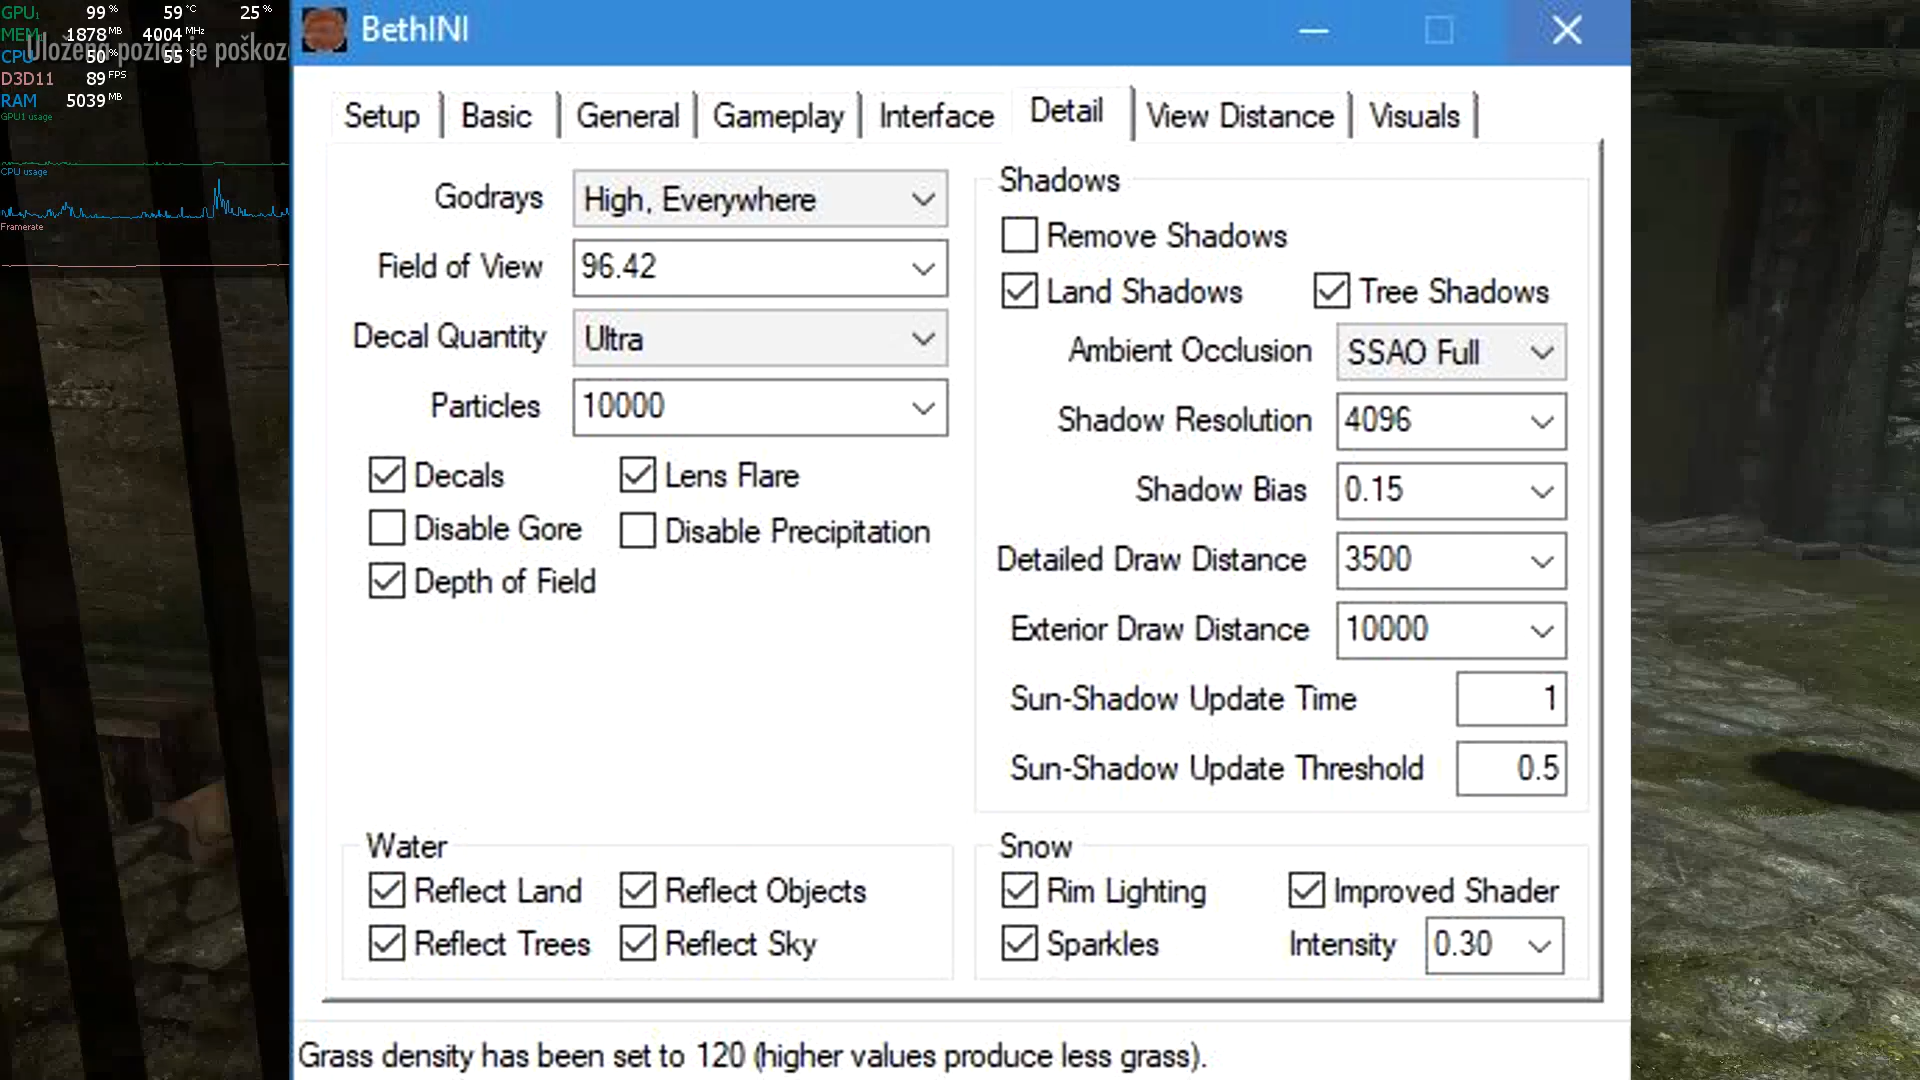 GPU1 99 % 59 °C 25 %
MEM 1878 MB 4004 MHz
Uložená pozice je poškoz
CPU 50 % 55 °C
D3D11 89 FPS
RAM 5039 MB
GPU1 usage
CPU usage
Framerate
BethINI
Setup Basic General Gameplay Interface Detail View Distance Visuals
Godrays High, Everywhere
Field of View 96.42
Decal Quantity Ultra
Particles 10000
Decals Lens Flare
Disable Gore Disable Precipitation
Depth of Field
Shadows
Remove Shadows
Land Shadows Tree Shadows
Ambient Occlusion SSAO Full
Shadow Resolution 4096
Shadow Bias 0.15
Detailed Draw Distance 3500
Exterior Draw Distance 10000
Sun-Shadow Update Time 1
Sun-Shadow Update Threshold 0.5
Water
Reflect Land Reflect Objects
Reflect Trees Reflect Sky
Snow
Rim Lighting Improved Shader
Sparkles Intensity 0.30
Grass density has been set to 120 (higher values produce less grass).